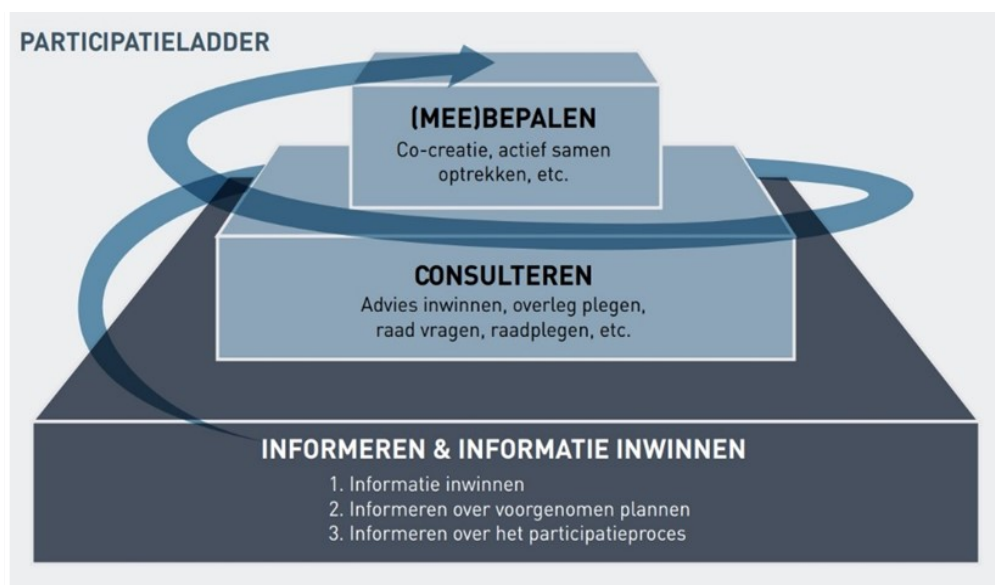 PARTICIPATIELADDER
(MEE)BEPALEN
Co-creatie, actief samen
optrekken, etc.
CONSULTEREN
Advies inwinnen, overleg plegen,
raad vragen, raadplegen, etc.
INFORMEREN & INFORMATIE INWINNEN
1. Informatie inwinnen
2. Informeren over voorgenomen plannen
3. Informeren over het participatieproces